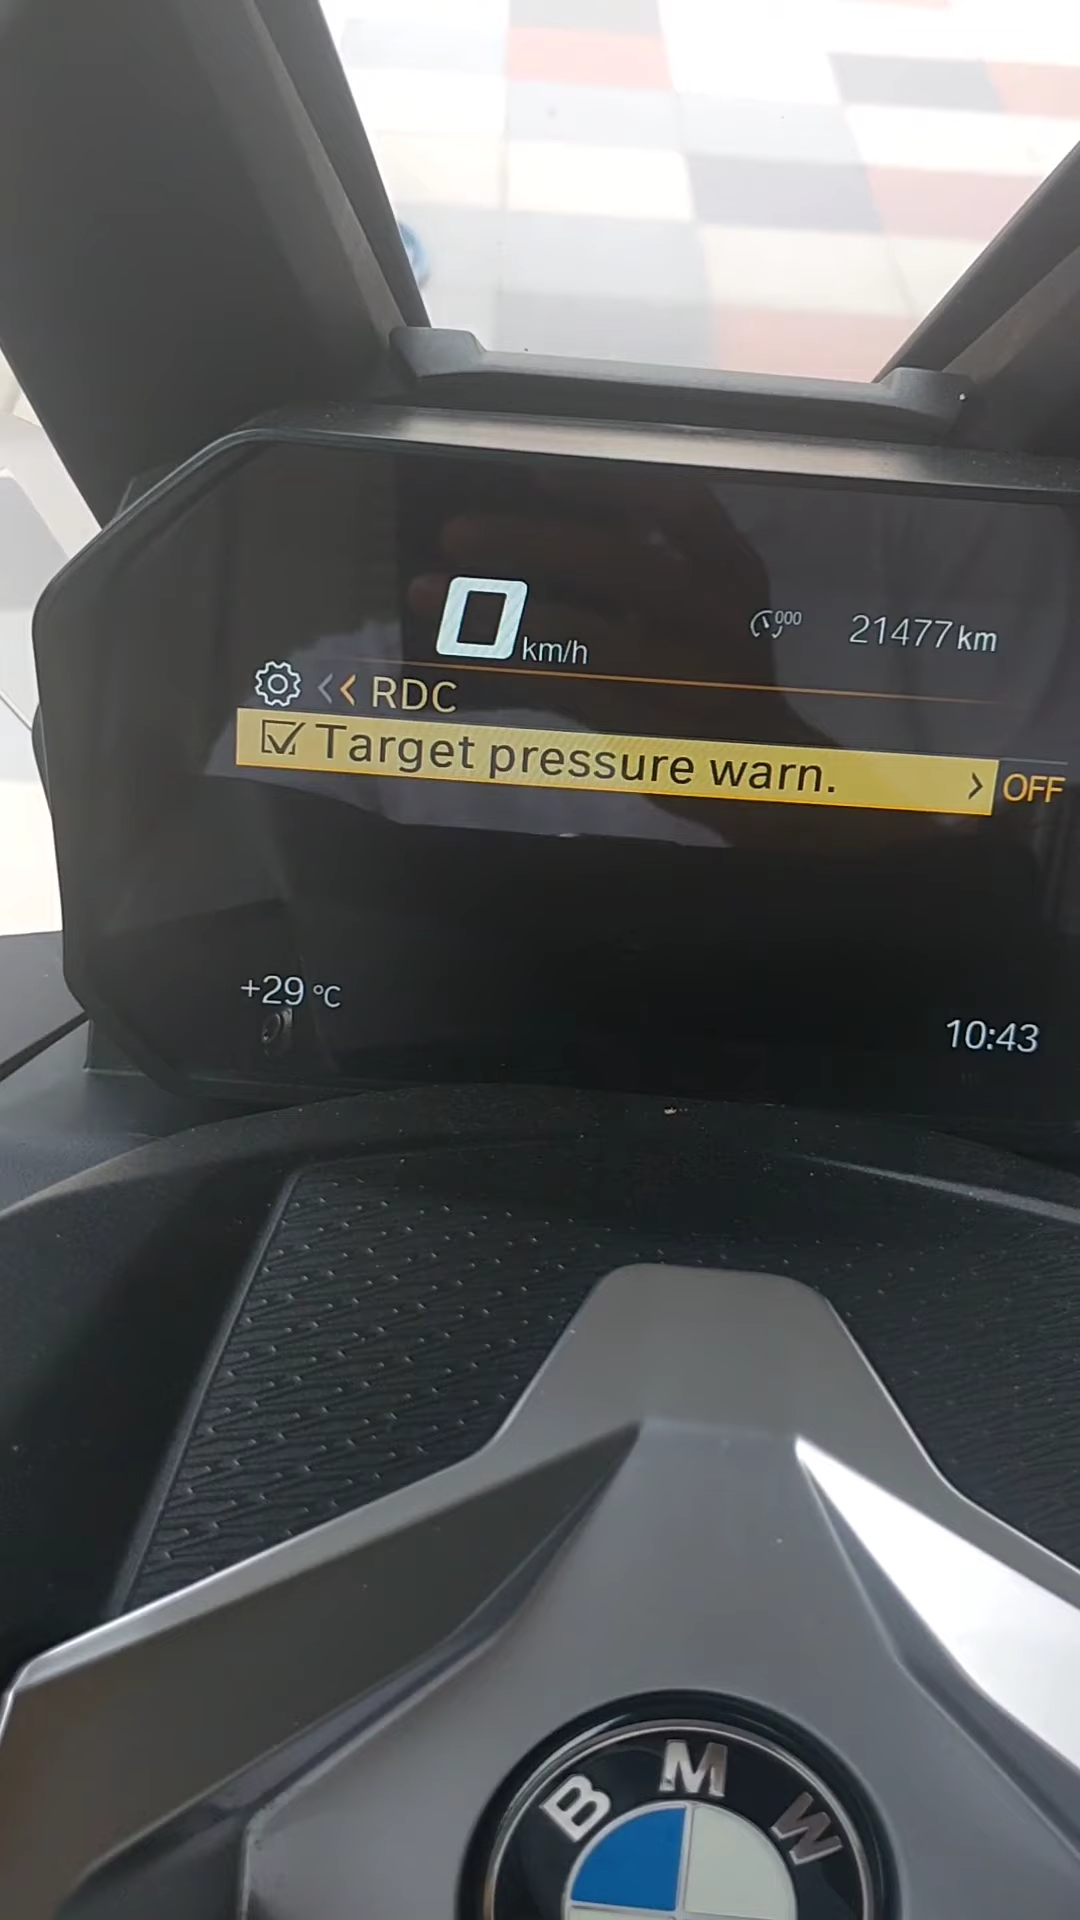 0 km/h 000 21477 km
RDC
Target pressure warn. > OFF
+29 °C 10:43
BMW